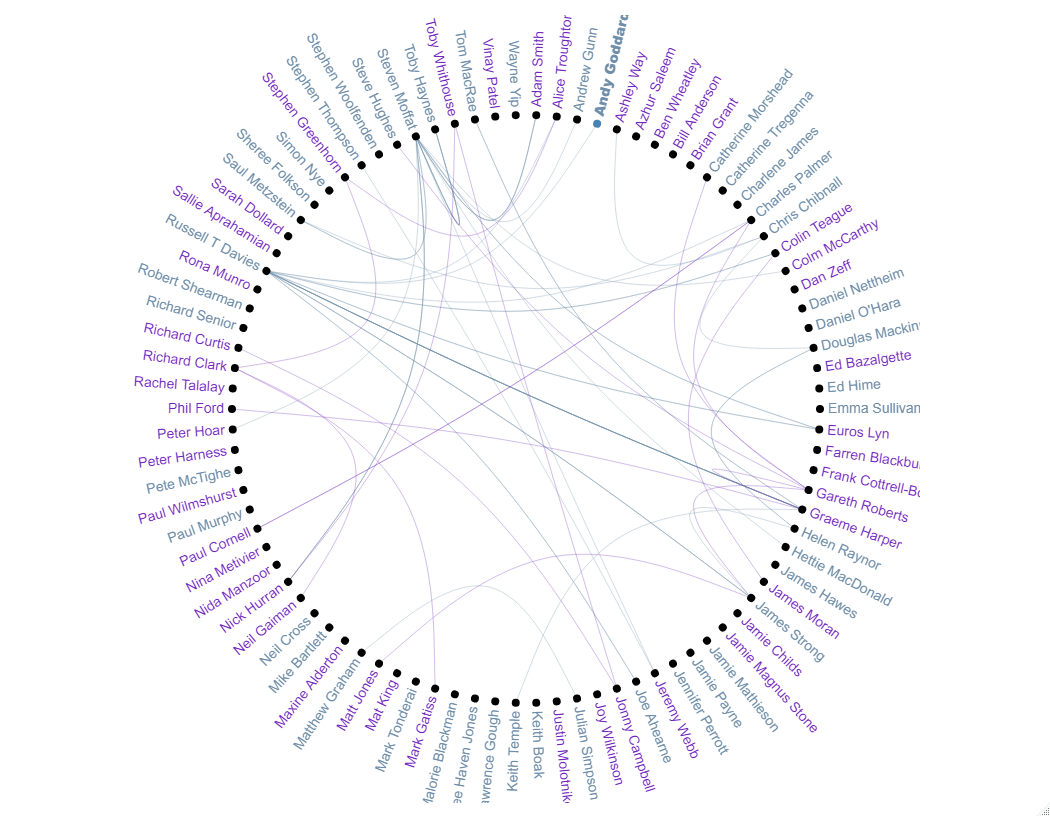 Andy Goddard
Ashley Way
Azhur Saleem
Ben Wheatley
Bill Anderson
Brian Grant
Catherine Morshead
Catherine Tregenna
Charlene James
Charles Palmer
Chris Chibnall
Colin Teague
Colm McCarthy
Dan Zeff
Daniel Nettheim
Daniel O'Hara
Douglas Mackin
Ed Bazalgette
Ed Hime
Emma Sullivan
Euros Lyn
Farren Blackbu
Frank Cottrell-Bo
Gareth Roberts
Graeme Harper
Helen Raynor
Hettie MacDonald
James Hawes
James Moran
James Strong
Jamie Childs
Jamie Magnus Stone
Jamie Mathieson
Jamie Payne
Jennifer Perrott
Jeremy Webb
Joe Ahearne
Jonny Campbell
Joy Wilkinson
Julian Simpson
Justin Molotnik
Keith Boak
Keith Temple
awrence Gough
ee Haven Jones
Malorie Blackman
Mark Gatiss
Mark Tonderai
Mat King
Matt Jones
Matthew Graham
Maxine Alderton
Mike Bartlett
Neil Cross
Neil Gaiman
Nick Hurran
Nida Manzoor
Nina Metivier
Paul Cornell
Paul Murphy
Paul Wilmshurst
Pete McTighe
Peter Harness
Peter Hoar
Phil Ford
Rachel Talalay
Richard Clark
Richard Curtis
Richard Senior
Robert Shearman
Rona Munro
Russell T Davies
Sallie Aprahamian
Sarah Dollard
Saul Metzstein
Sheree Folkson
Simon Nye
Stephen Greenhorn
Stephen Thompson
Stephen Woolfenden
Steve Hughes
Steven Moffat
Toby Haynes
Toby Whithouse
Tom MacRae
Vinay Patel
Wayne Yip
Adam Smith
Alice Troughton
Andrew Gunn